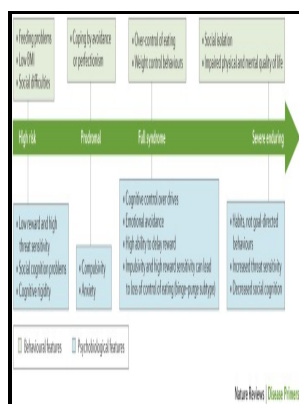 • Feeding problems
• Low BMI
• Social difficulties
• Coping by avoidance
or perfectionism
• Over-control of eating
• Weight control behaviours
• Social isolation
• Impaired physical and mental quality of life
High risk
Prodromal
Full syndrome
Severe enduring
• Low reward and high
threat sensitivity
• Social cognition problems
• Cognitive rigidity
• Compulsivity
• Anxiety
• Cognitive control over drives
• Emotional avoidance
• High ability to delay reward
• Impulsivity and high reward sensitivity can lead
to loss of control of eating (binge-purge subtype)
• Habits, not goal-directed
behaviours
• Increased threat sensitivity
• Decreased social cognition
Behavioural features
Psychobiological features
Nature Reviews | Disease Primers